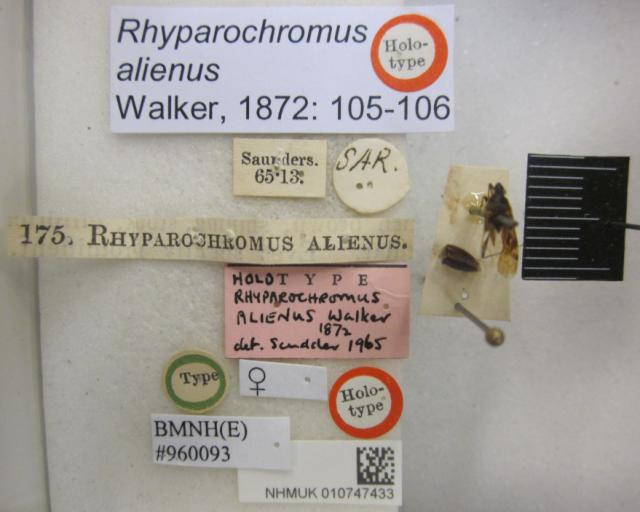 Rhyparochromus
alienus
Walker, 1872: 105-106
Holo-
type
Saunders.
65·13.
SAR.
175. RHYPAROCHROMUS ALIENUS.
HOLOTYPE
RHYPAROCHROMUS
ALIENUS Walker
1872
det. Scudder 1965
Type
♀
Holo-
type
BMNH(E)
#960093
NHMUK 010747433